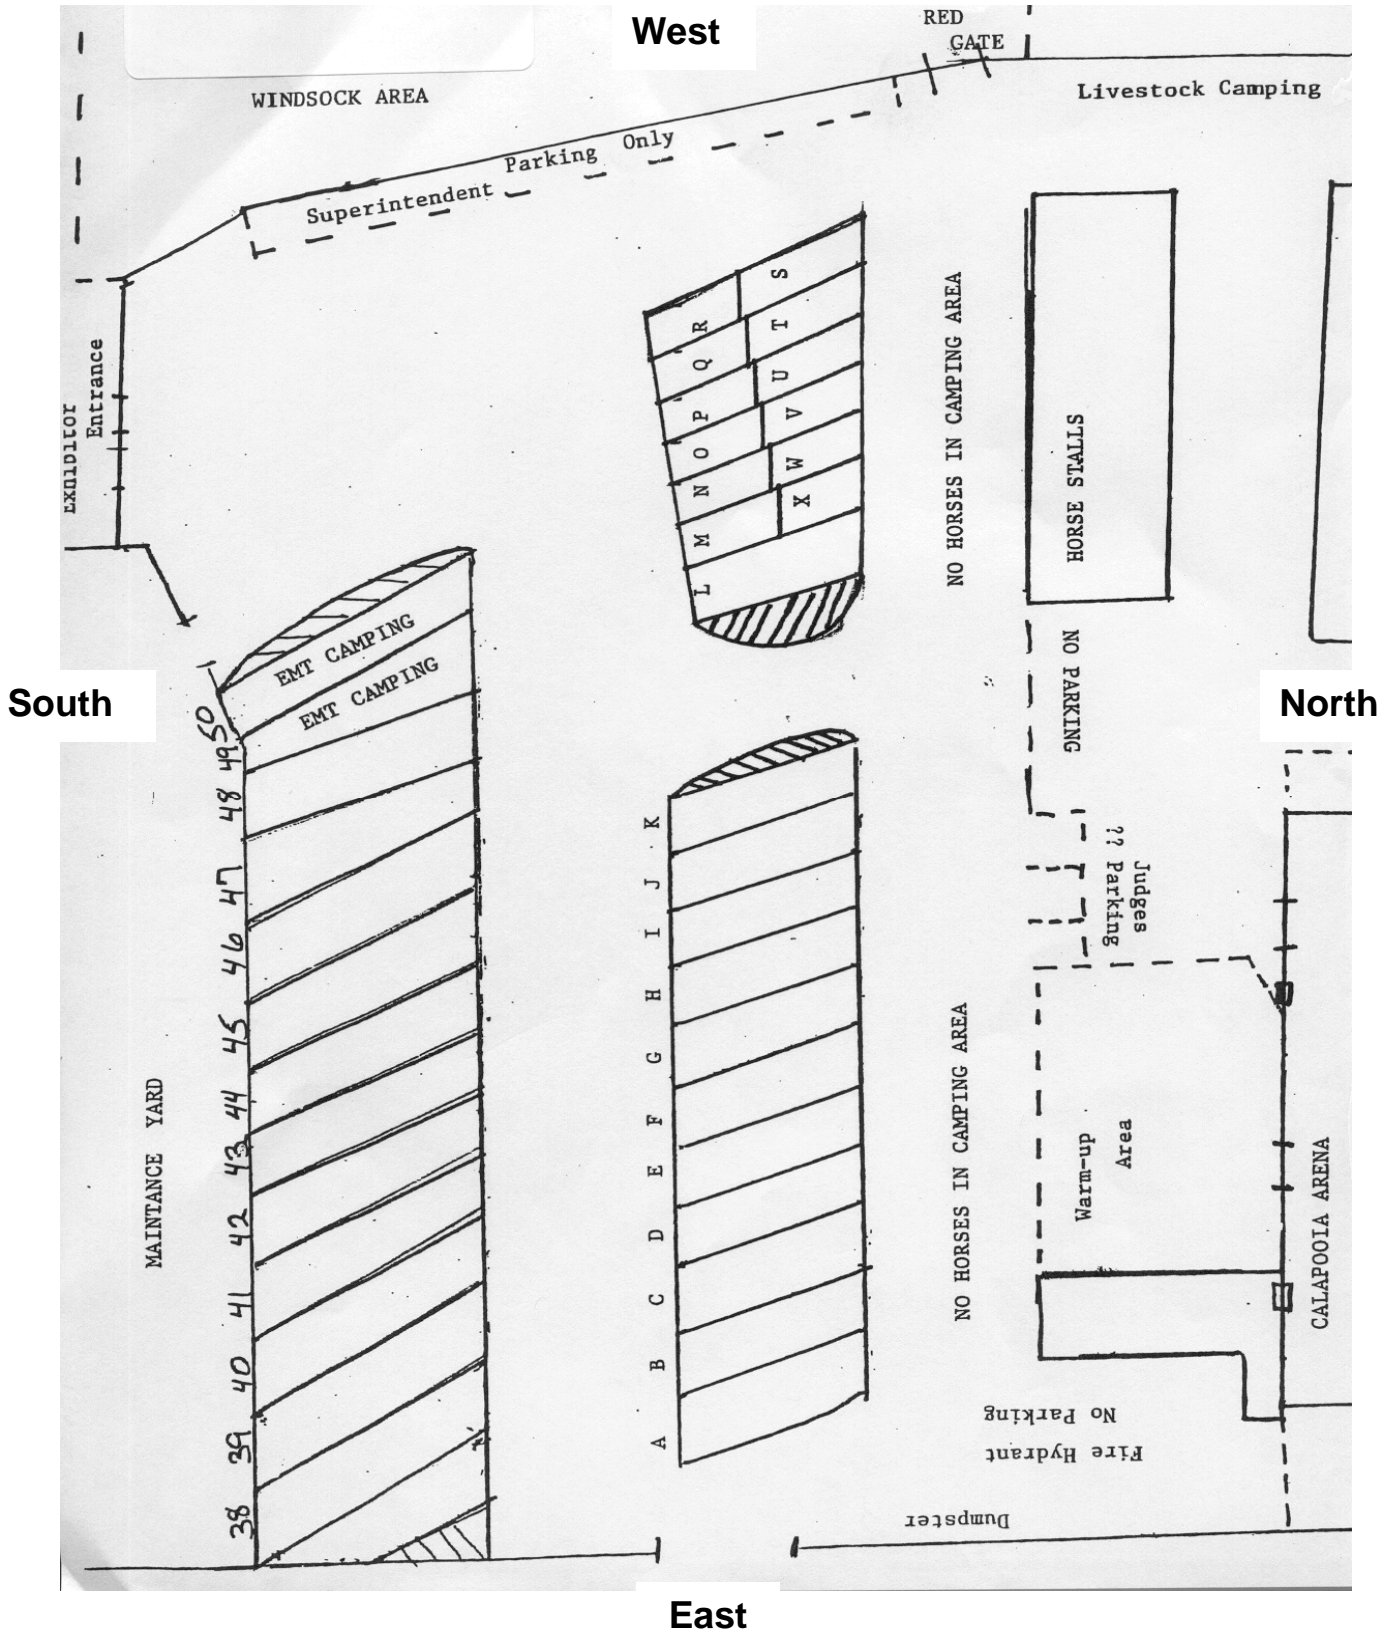 West
RED
GATE
WINDSOCK AREA
Livestock Camping
Superintendent Parking Only
Exhibitor
Entrance
S
R
T
Q
U
P
V
O
W
N
X
M
L
NO HORSES IN CAMPING AREA
HORSE STALLS
EMT CAMPING
EMT CAMPING
NO PARKING
South
North
50
49
48
47
46
45
44
43
42
41
40
39
38
K
J
I
H
G
F
E
D
C
B
A
Judges
?? Parking
MAINTANCE YARD
NO HORSES IN CAMPING AREA
Warm-up
Area
CALAPOOIA ARENA
Fire Hydrant
No Parking
Dumpster
East